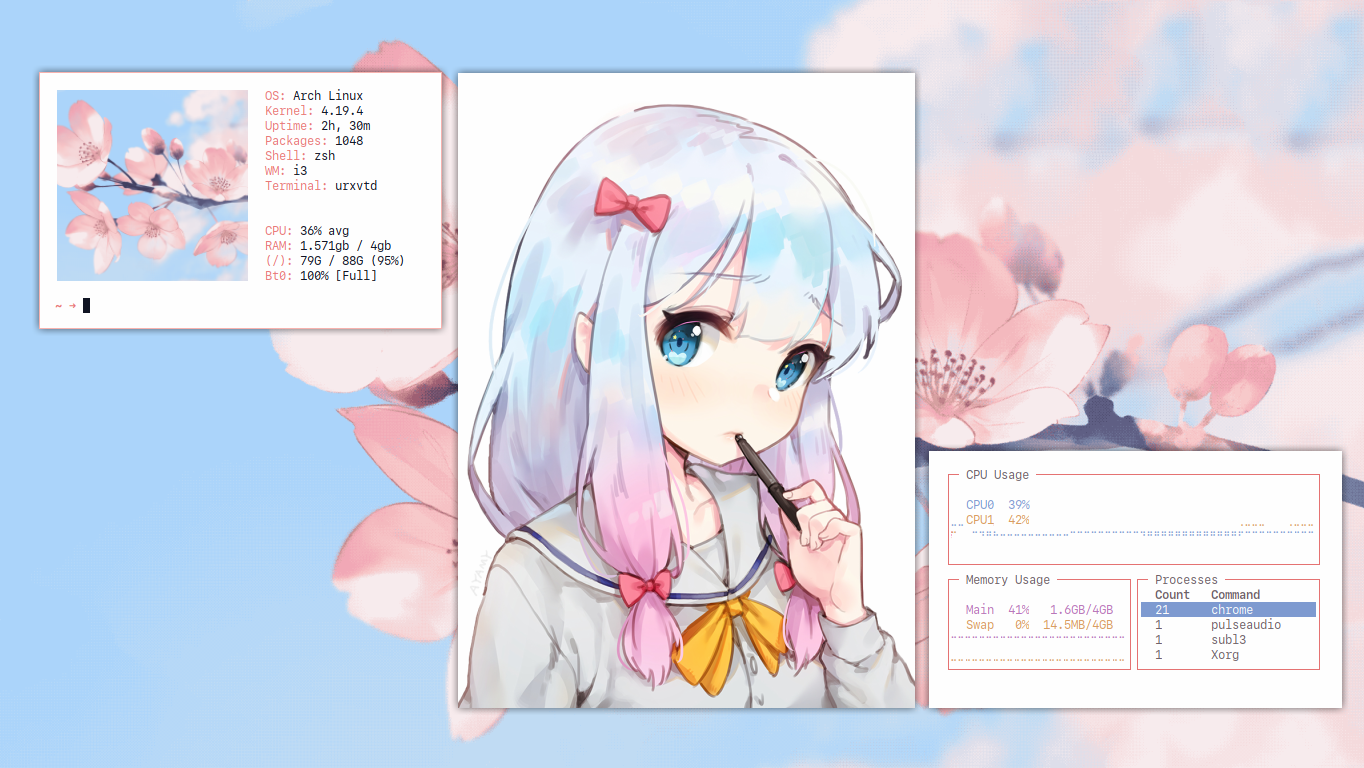 OS: Arch Linux
Kernel: 4.19.4
Uptime: 2h, 30m
Packages: 1048
Shell: zsh
WM: i3
Terminal: urxvtd
CPU: 36% avg
RAM: 1.571gb / 4gb
(/): 79G / 88G (95%)
Bt0: 100% [Full]
~ →
AYAMY
CPU Usage
CPU0 39%
CPU1 42%
Memory Usage
Main 41% 1.6GB/4GB
Swap 0% 14.5MB/4GB
Processes
Count Command
21 chrome
1 pulseaudio
1 subl3
1 Xorg